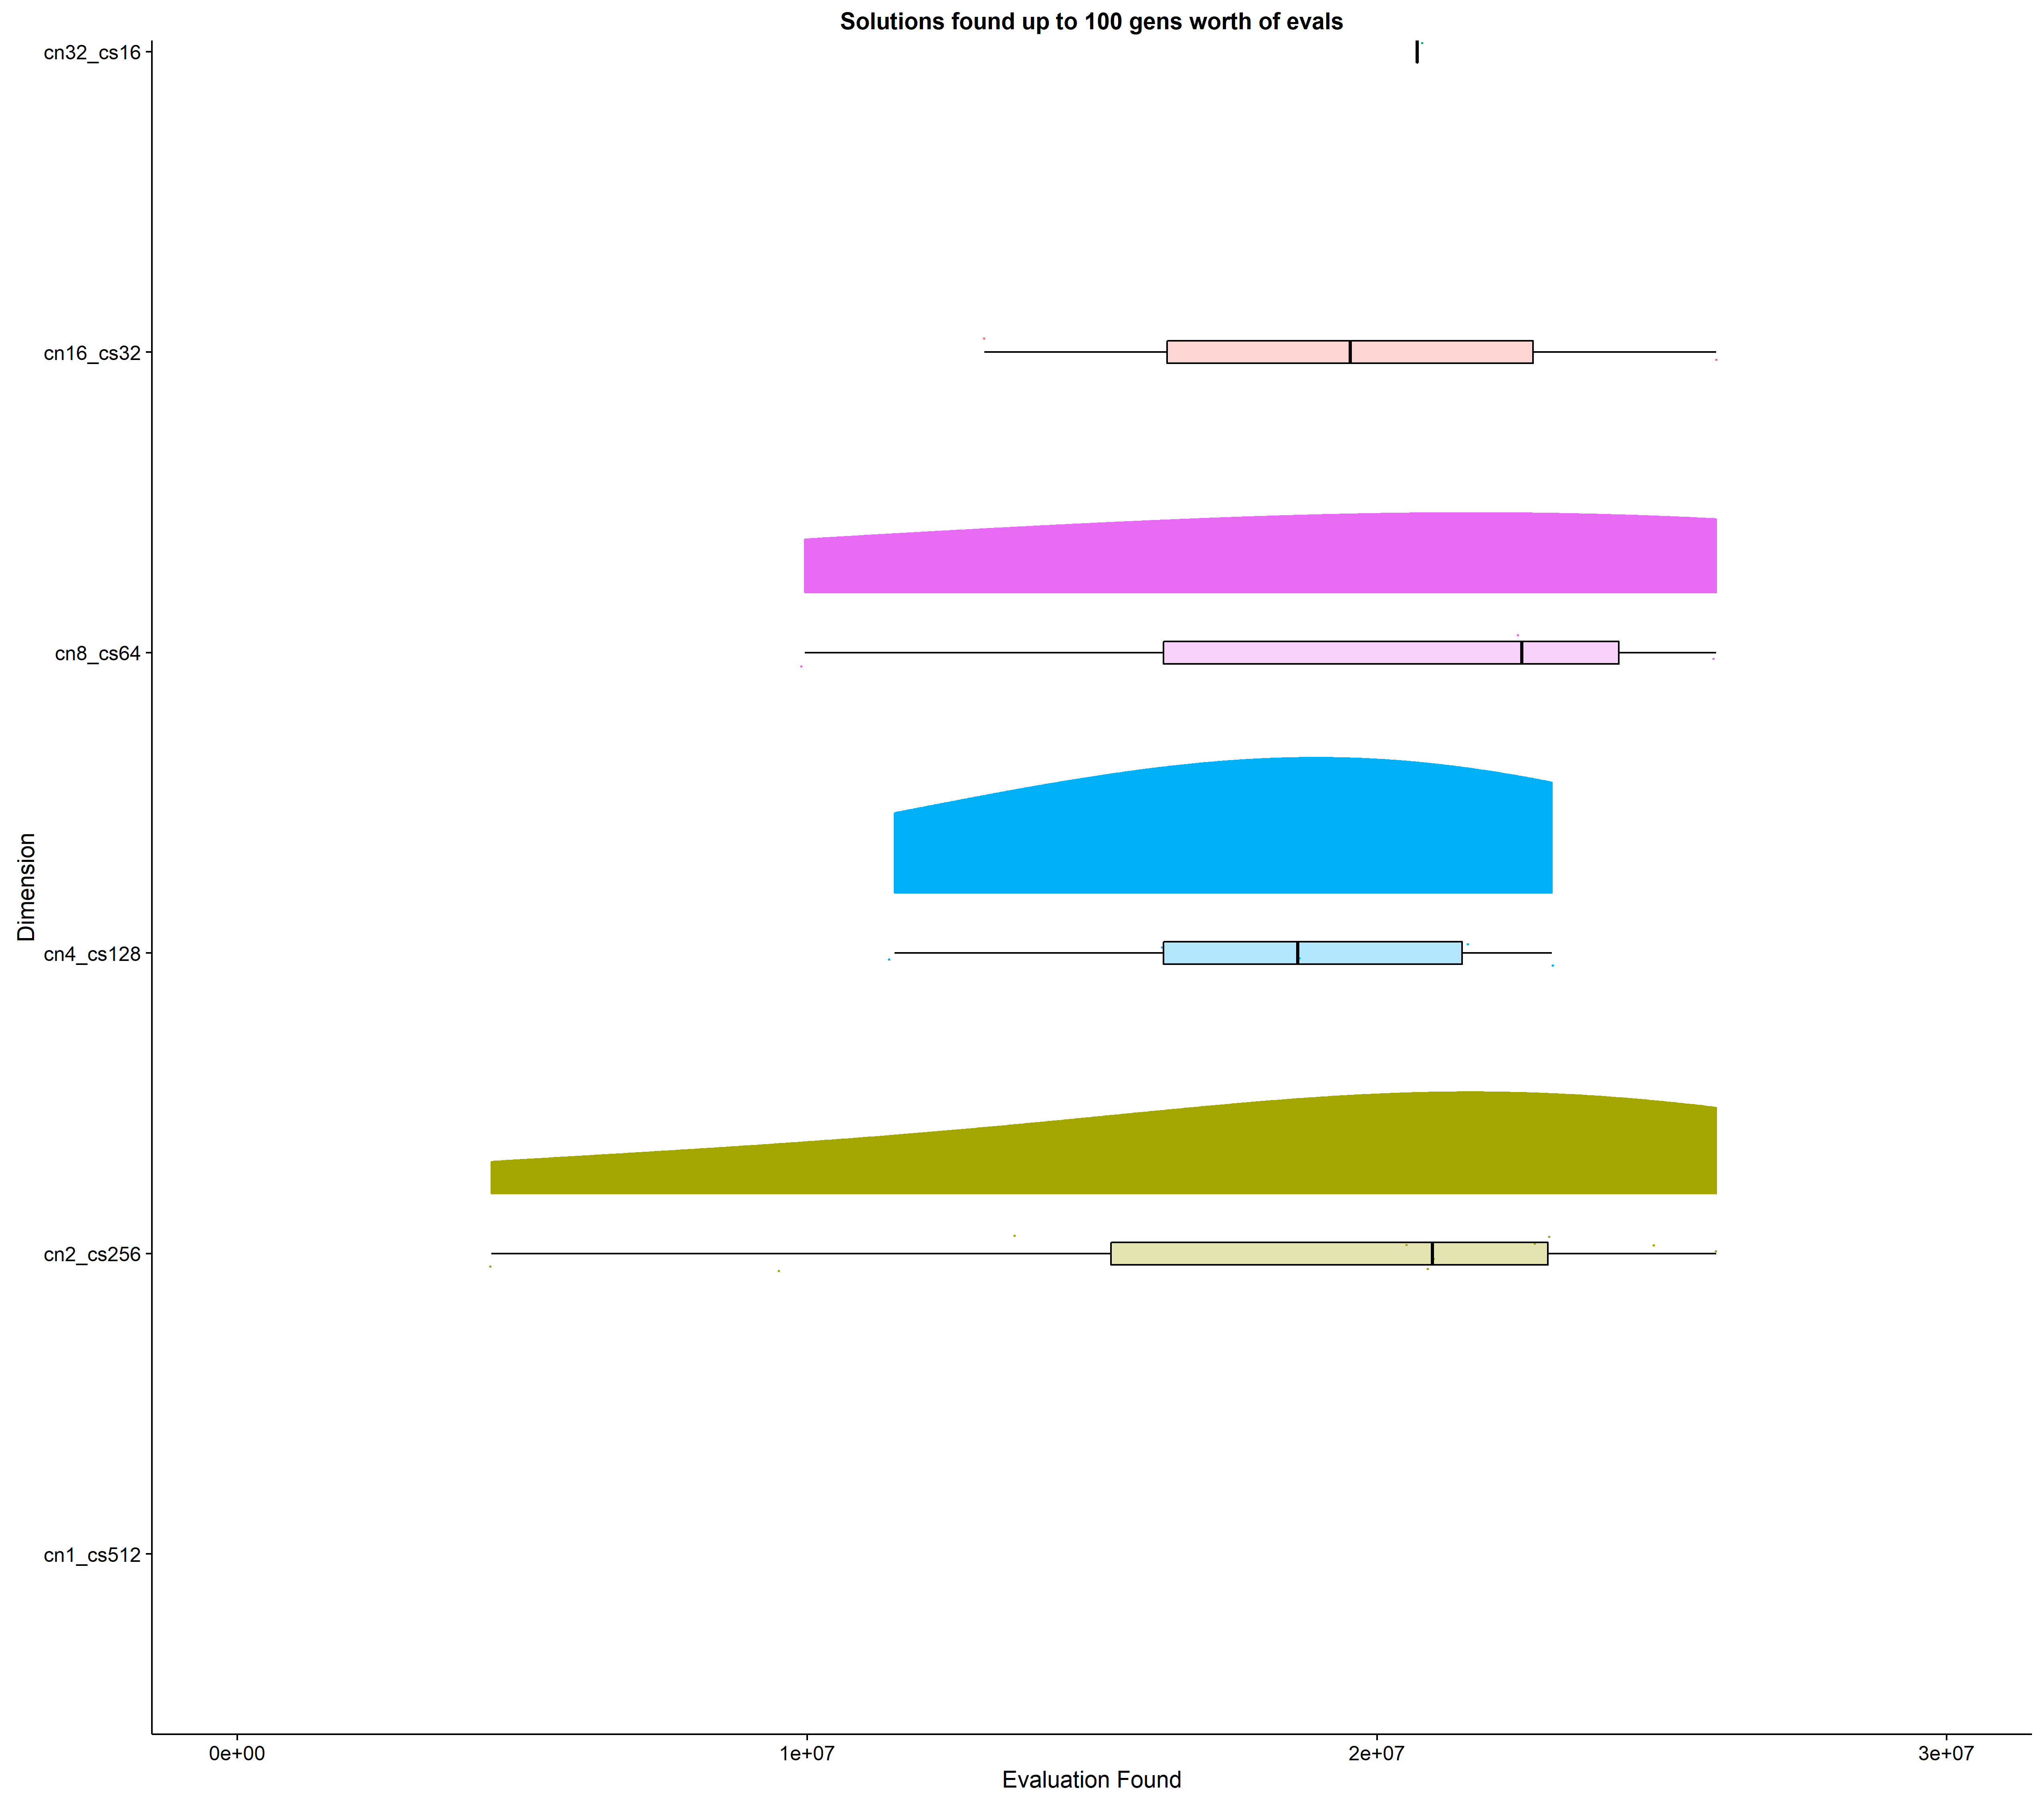 Solutions found up to 100 gens worth of evals
cn32_cs16
cn16_cs32
cn8_cs64
cn4_cs128
cn2_cs256
cn1_cs512
Dimension
0e+00 1e+07 2e+07 3e+07
Evaluation Found